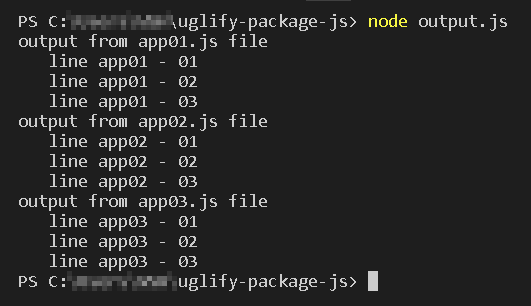 PS C:\uglify-package-js> node output.js
output from app01.js file
   line app01 - 01
   line app01 - 02
   line app01 - 03
output from app02.js file
   line app02 - 01
   line app02 - 02
   line app02 - 03
output from app03.js file
   line app03 - 01
   line app03 - 02
   line app03 - 03
PS C:uglify-package-js>